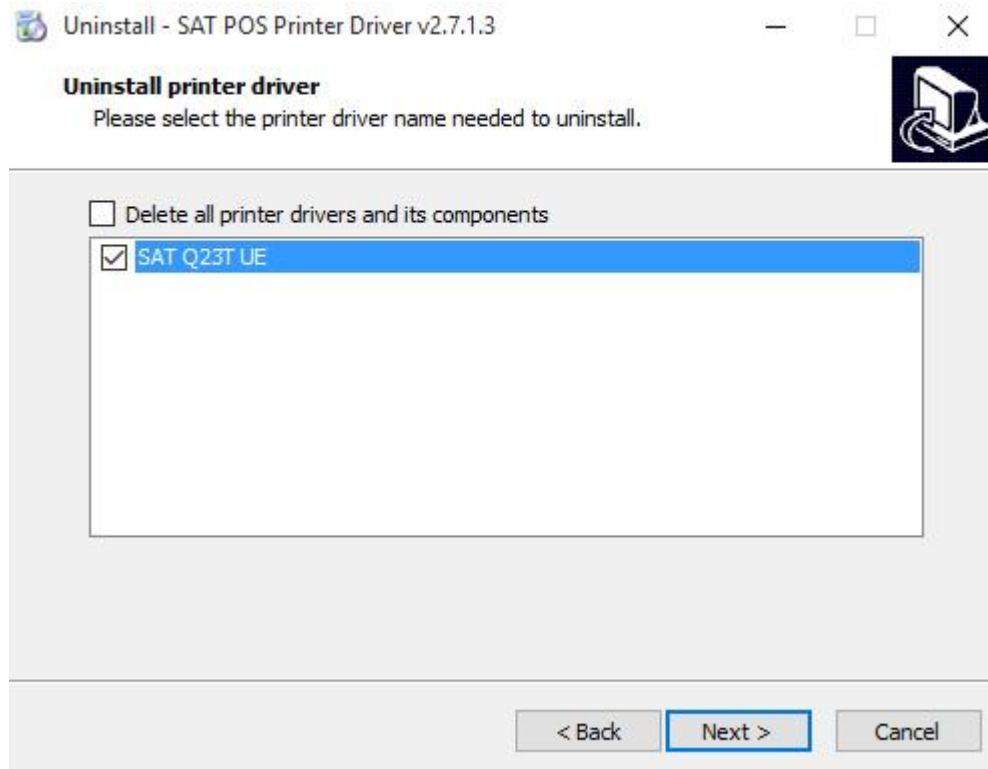 Uninstall - SAT POS Printer Driver v2.7.1.3
Uninstall printer driver
Please select the printer driver name needed to uninstall.
Delete all printer drivers and its components
SAT Q23T UE
< Back Next > Cancel